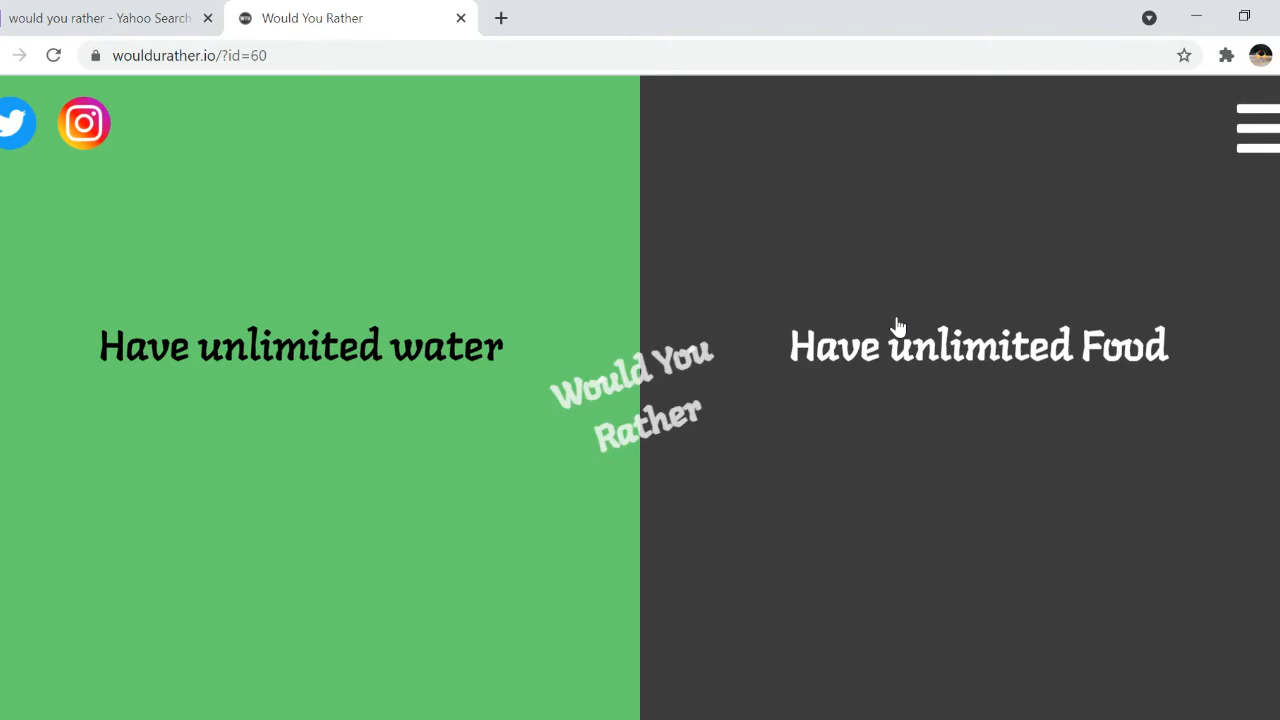 would you rather - Yahoo Search
Would You Rather
wouldurather.io/?id=60
Have unlimited water
Have unlimited Food
Would You
Rather